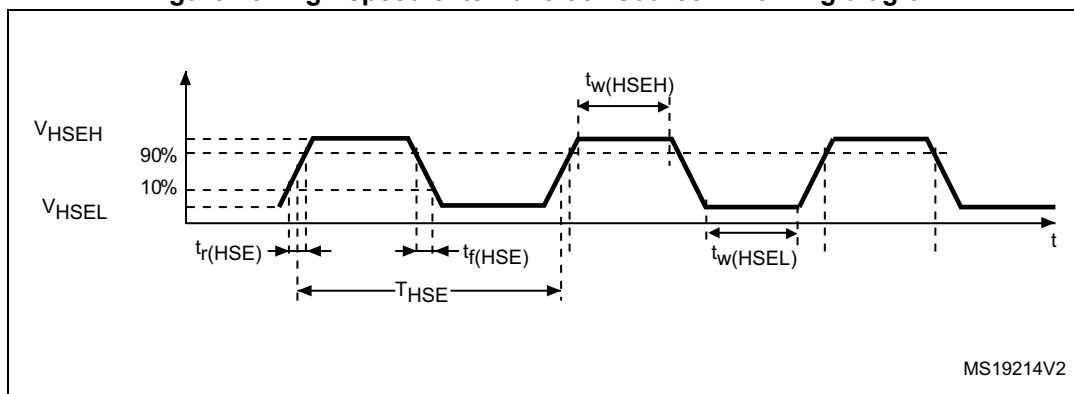 tw(HSEH)
VHSEH
90%
10%
VHSEL
tr(HSE)
tf(HSE)
tw(HSEL)
t
THSE
MS19214V2